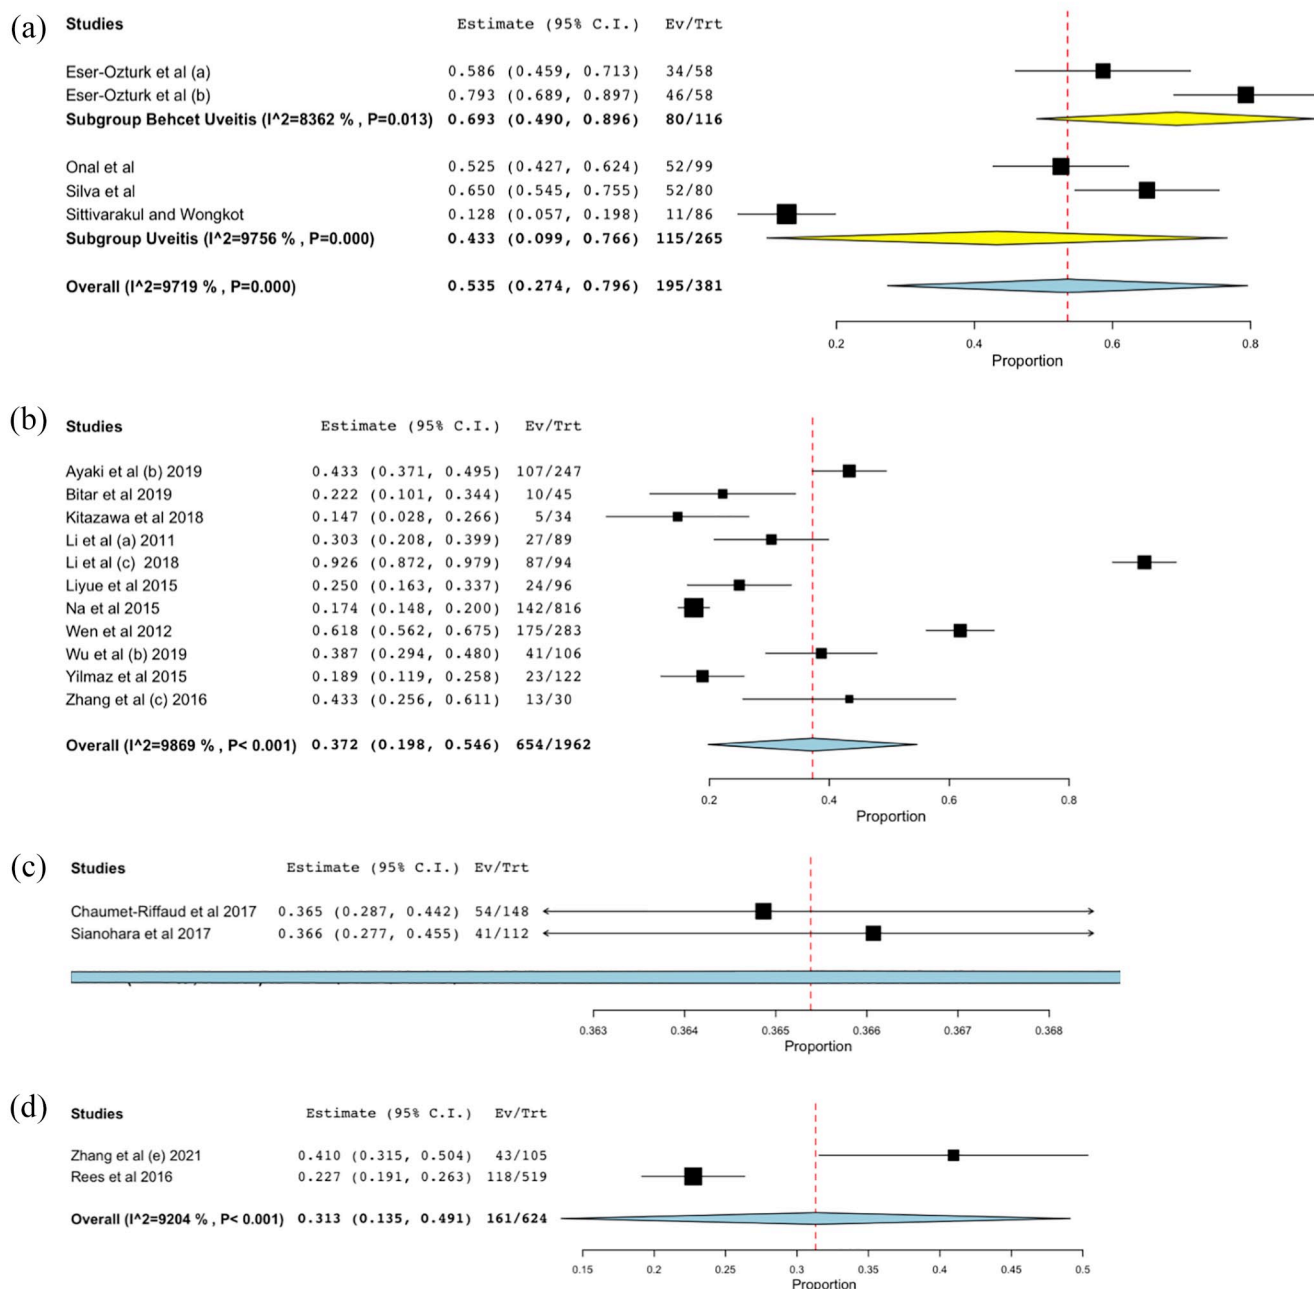 (a) Studies Estimate (95% C.I.) Ev/Trt
Eser-Ozturk et al (a) 0.586 (0.459, 0.713) 34/58
Eser-Ozturk et al (b) 0.793 (0.689, 0.897) 46/58
Subgroup Behcet Uveitis (I^2=8362 % , P=0.013) 0.693 (0.490, 0.896) 80/116
Onal et al 0.525 (0.427, 0.624) 52/99
Silva et al 0.650 (0.545, 0.755) 52/80
Sittivarakul and Wongkot 0.128 (0.057, 0.198) 11/86
Subgroup Uveitis (I^2=9756 % , P=0.000) 0.433 (0.099, 0.766) 115/265
Overall (I^2=9719 % , P=0.000) 0.535 (0.274, 0.796) 195/381
0.2 0.4 0.6 0.8
Proportion
(b) Studies Estimate (95% C.I.) Ev/Trt
Ayaki et al (b) 2019 0.433 (0.371, 0.495) 107/247
Bitar et al 2019 0.222 (0.101, 0.344) 10/45
Kitazawa et al 2018 0.147 (0.028, 0.266) 5/34
Li et al (a) 2011 0.303 (0.208, 0.399) 27/89
Li et al (c) 2018 0.926 (0.872, 0.979) 87/94
Liyue et al 2015 0.250 (0.163, 0.337) 24/96
Na et al 2015 0.174 (0.148, 0.200) 142/816
Wen et al 2012 0.618 (0.562, 0.675) 175/283
Wu et al (b) 2019 0.387 (0.294, 0.480) 41/106
Yilmaz et al 2015 0.189 (0.119, 0.258) 23/122
Zhang et al (c) 2016 0.433 (0.256, 0.611) 13/30
Overall (I^2=9869 % , P< 0.001) 0.372 (0.198, 0.546) 654/1962
0.2 0.4 0.6 0.8
Proportion
(c) Studies Estimate (95% C.I.) Ev/Trt
Chaumet-Riffaud et al 2017 0.365 (0.287, 0.442) 54/148
Sianohara et al 2017 0.366 (0.277, 0.455) 41/112
0.363 0.364 0.365 0.366 0.367 0.368
Proportion
(d) Studies Estimate (95% C.I.) Ev/Trt
Zhang et al (e) 2021 0.410 (0.315, 0.504) 43/105
Rees et al 2016 0.227 (0.191, 0.263) 118/519
Overall (I^2=9204 % , P< 0.001) 0.313 (0.135, 0.491) 161/624
0.15 0.2 0.25 0.3 0.35 0.4 0.45 0.5
Proportion